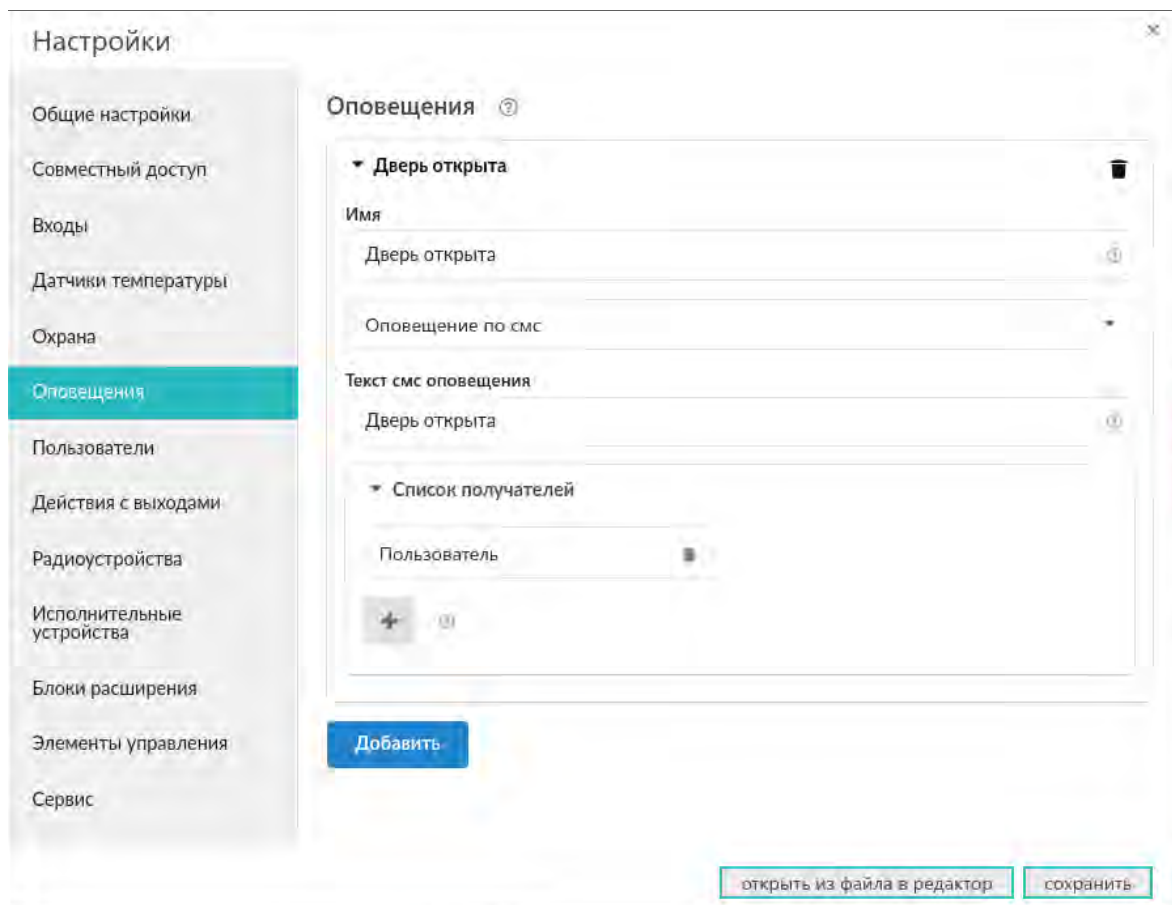 Настройки
Общие настройки
Совместный доступ
Входы
Датчики температуры
Охрана
Оповещения
Пользователи
Действия с выходами
Радиоустройства
Исполнительные
устройства
Блоки расширения
Элементы управления
Сервис
Оповещения
Дверь открыта
Имя
Дверь открыта
Оповещение по смс
Текст смс оповещения
Дверь открыта
Список получателей
Пользователь
Добавить
открыть из файла в редактор
сохранить